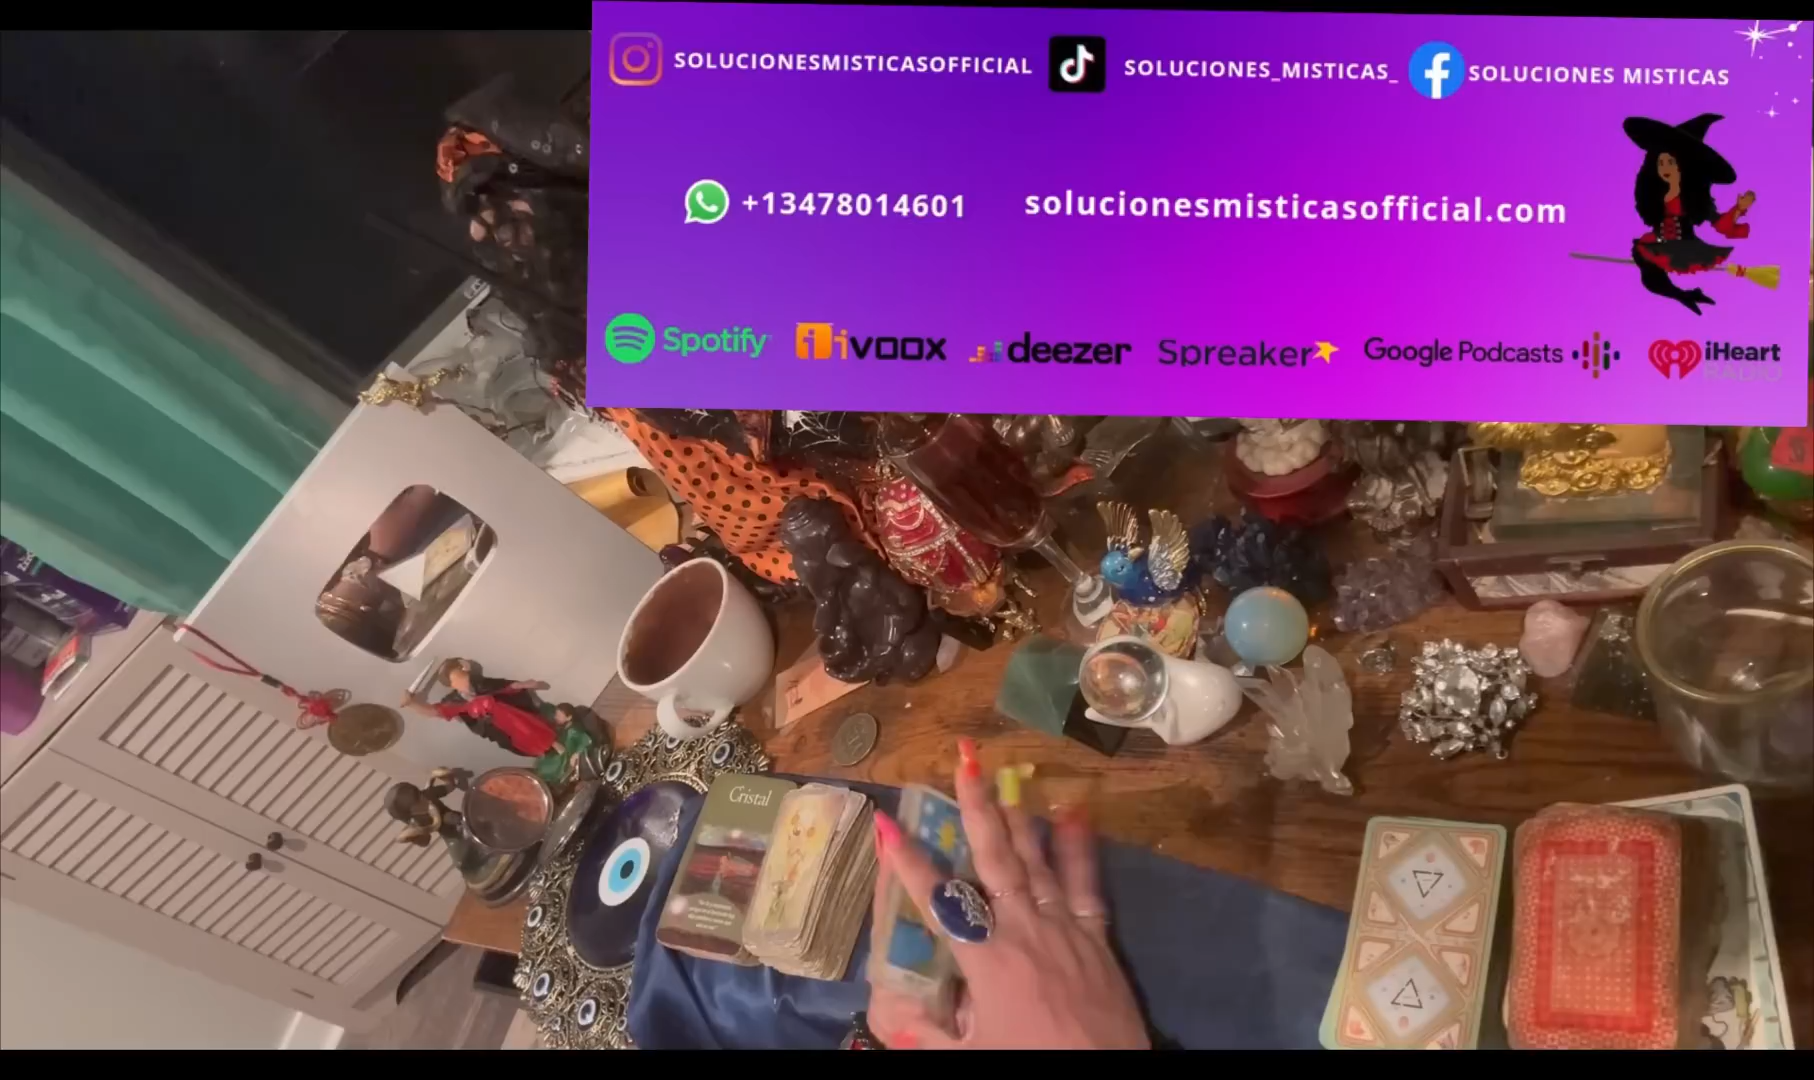 SOLUCIONESMISTICASOFFICIAL SOLUCIONES_MISTICAS_ SOLUCIONES MISTICAS
+13478014601 solucionesmisticasofficial.com
Spotify iVOOX deezer Spreaker Google Podcasts iHeart
RADIO
Cristal